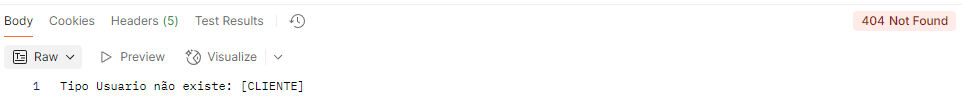 Body Cookies Headers (5) Test Results 404 Not Found
Raw Preview Visualize
1 Tipo Usuario não existe: [CLIENTE]